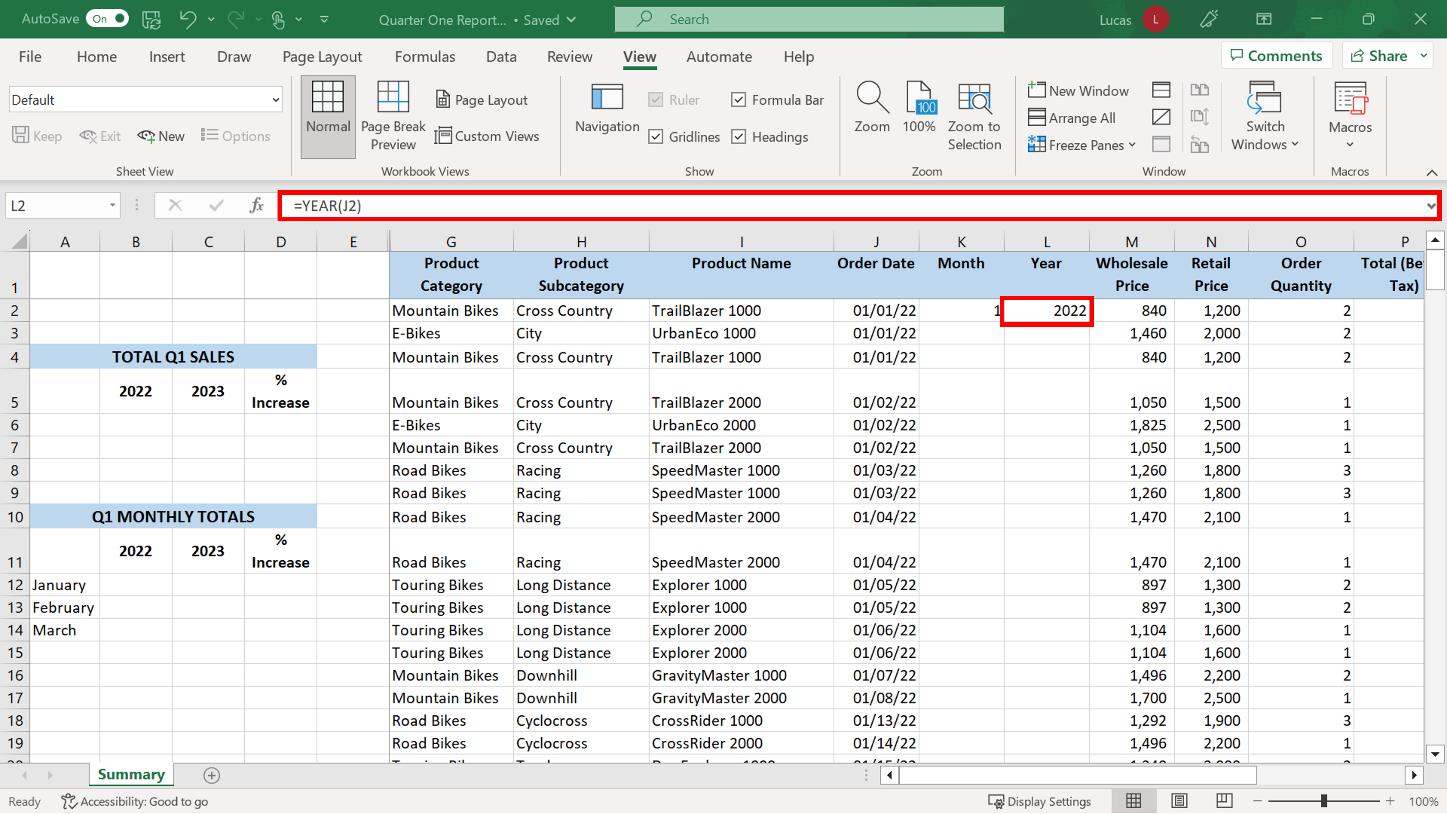 AutoSave On Quarter One Report... • Saved Search Lucas L
File Home Insert Draw Page Layout Formulas Data Review View Automate Help Comments Share
Default
Keep Exit New Options
Sheet View
Normal
Page Break Preview
Page Layout
Custom Views
Workbook Views
Navigation
Ruler Formula Bar
Gridlines Headings
Show
Zoom
100 100%
Zoom to Selection
Zoom
New Window
Arrange All
Freeze Panes
Window
Switch Windows
Macros
Macros
L2 fx =YEAR(J2)
A B C D E G H I J K L M N O P
1 Product Category Product Subcategory Product Name Order Date Month Year Wholesale Price Retail Price Order Quantity Total (Be Tax)
2 Mountain Bikes Cross Country TrailBlazer 1000 01/01/22 1 2022 840 1,200 2
3 E-Bikes City UrbanEco 1000 01/01/22 1,460 2,000 2
4 TOTAL Q1 SALES Mountain Bikes Cross Country TrailBlazer 1000 01/01/22 840 1,200 2
5 2022 2023 % Increase Mountain Bikes Cross Country TrailBlazer 2000 01/02/22 1,050 1,500 1
6 E-Bikes City UrbanEco 2000 01/02/22 1,825 2,500 1
7 Mountain Bikes Cross Country TrailBlazer 2000 01/02/22 1,050 1,500 1
8 Road Bikes Racing SpeedMaster 1000 01/03/22 1,260 1,800 3
9 Road Bikes Racing SpeedMaster 1000 01/03/22 1,260 1,800 3
10 Q1 MONTHLY TOTALS Road Bikes Racing SpeedMaster 2000 01/04/22 1,470 2,100 1
11 2022 2023 % Increase Road Bikes Racing SpeedMaster 2000 01/04/22 1,470 2,100 1
12 January Touring Bikes Long Distance Explorer 1000 01/05/22 897 1,300 2
13 February Touring Bikes Long Distance Explorer 1000 01/05/22 897 1,300 2
14 March Touring Bikes Long Distance Explorer 2000 01/06/22 1,104 1,600 1
15 Touring Bikes Long Distance Explorer 2000 01/06/22 1,104 1,600 1
16 Mountain Bikes Downhill GravityMaster 1000 01/07/22 1,496 2,200 2
17 Mountain Bikes Downhill GravityMaster 2000 01/08/22 1,700 2,500 1
18 Road Bikes Cyclocross CrossRider 1000 01/13/22 1,292 1,900 3
19 Road Bikes Cyclocross CrossRider 2000 01/14/22 1,496 2,200 1
Summary
Ready Accessibility: Good to go Display Settings 100%